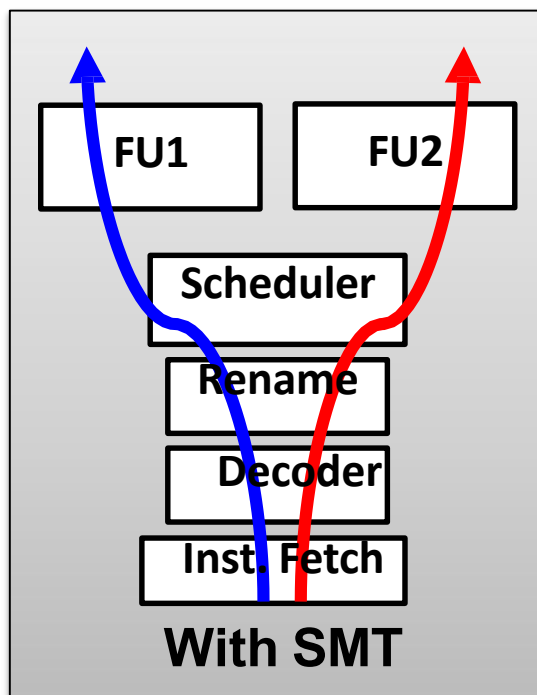 FU1
FU2
Scheduler
Rename
Decoder
Inst. Fetch
With SMT